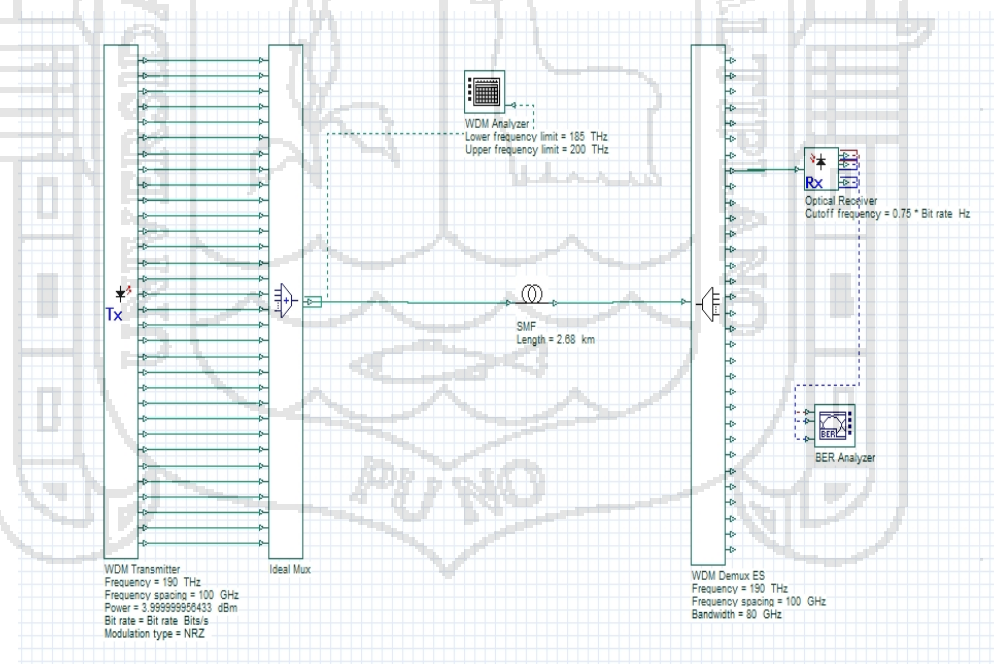 WDM Analyzer
Lower frequency limit = 185 THz
Upper frequency limit = 200 THz
Rx
Optical Receiver
Cutoff frequency = 0.75 * Bit rate Hz
Tx
SMF
Length = 2.68 km
BER
BER Analyzer
PUNO
WDM Transmitter
Frequency = 190 THz
Frequency spacing = 100 GHz
Power = 3.999999956433 dBm
Bit rate = Bit rate Bits/s
Modulation type = NRZ
Ideal Mux
WDM Demux ES
Frequency = 190 THz
Frequency spacing = 100 GHz
Bandwidth = 80 GHz